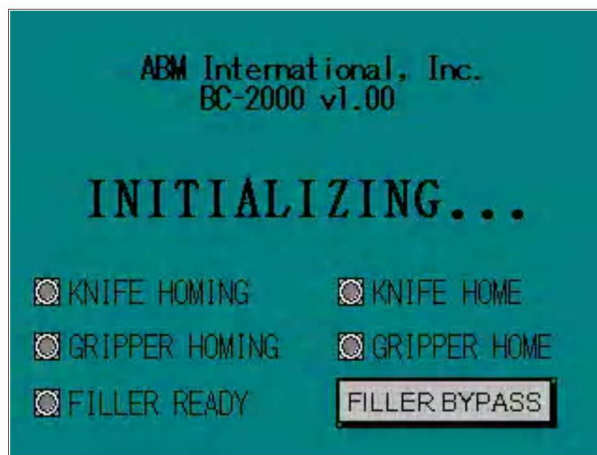 ABM International, Inc.
BC-2000 v1.00
INITIALIZING...
KNIFE HOMING
KNIFE HOME
GRIPPER HOMING
GRIPPER HOME
FILLER READY
FILLER BYPASS